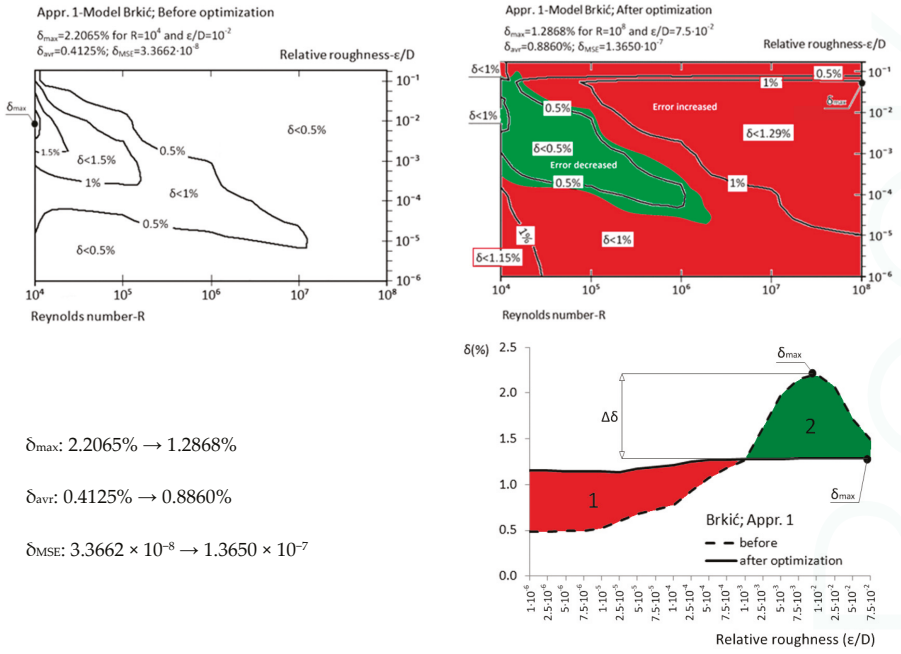 Appr. 1-Model Brkić; Before optimization
δmax=2.2065% for R=10⁴ and ε/D=10⁻²
δavr=0.4125%; δMSE=3.3662·10⁻⁸
Relative roughness-ε/D
δmax
1.5%
δ<1.5%
1%
0.5%
δ<1%
0.5%
δ<0.5%
δ<0.5%
10⁻¹
10⁻²
10⁻³
10⁻⁴
10⁻⁵
10⁻⁶
10⁴
10⁵
10⁶
10⁷
10⁸
Reynolds number-R
Appr. 1-Model Brkić; After optimization
δmax=1.2868% for R=10⁸ and ε/D=7.5·10⁻²
δavr=0.8860%; δMSE=1.3650·10⁻⁷
Relative roughness-ε/D
δ<1%
0.5%
1%
δmax
δ<1%
0.5%
Error increased
δ<1.29%
δ<0.5%
Error decreased
0.5%
1%
1%
δ<1%
δ<1.15%
10⁻¹
10⁻²
10⁻³
10⁻⁴
10⁻⁵
10⁻⁶
10⁴
10⁵
10⁶
10⁷
10⁸
Reynolds number-R
δmax: 2.2065% → 1.2868%
δavr: 0.4125% → 0.8860%
δMSE: 3.3662 × 10⁻⁸ → 1.3650 × 10⁻⁷
δ(%)
2.5
2.0
1.5
1.0
0.5
0.0
δmax
Δδ
2
1
δmax
Brkić; Appr. 1
before
after optimization
1·10⁻⁶
2·10⁻⁶
5·10⁻⁶
7·10⁻⁶
1·10⁻⁵
2·10⁻⁵
5·10⁻⁵
7·10⁻⁵
1·10⁻⁴
2·10⁻⁴
5·10⁻⁴
7·10⁻⁴
1·10⁻³
2·10⁻³
5·10⁻³
7·10⁻³
1·10⁻²
2·10⁻²
5·10⁻²
7.5·10⁻²
Relative roughness (ε/D)